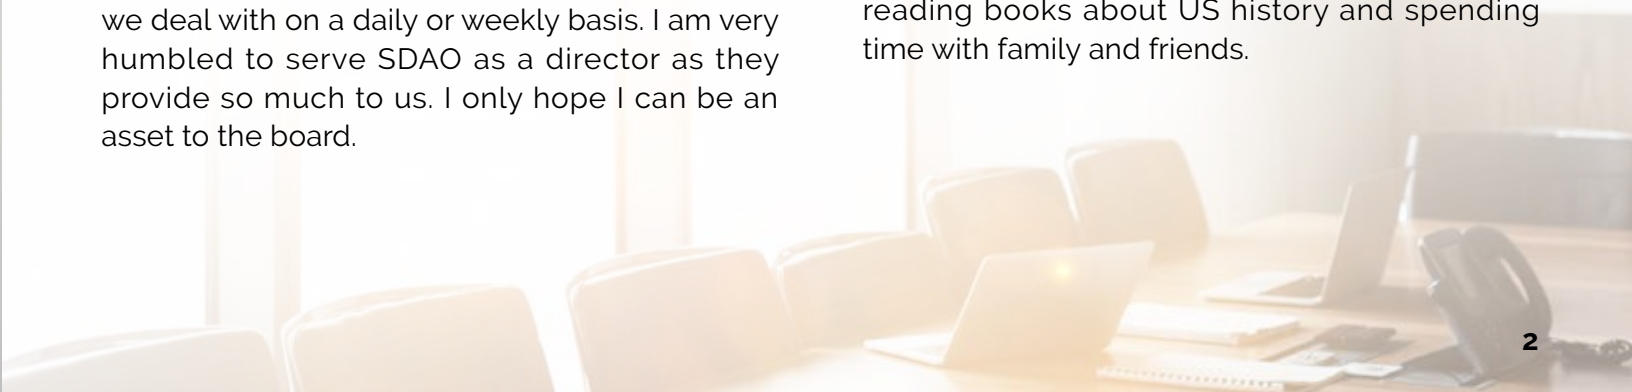 we deal with on a daily or weekly basis. I am very
humbled to serve SDAO as a director as they
provide so much to us. I only hope I can be an
asset to the board.
reading books about US history and spending
time with family and friends.
2